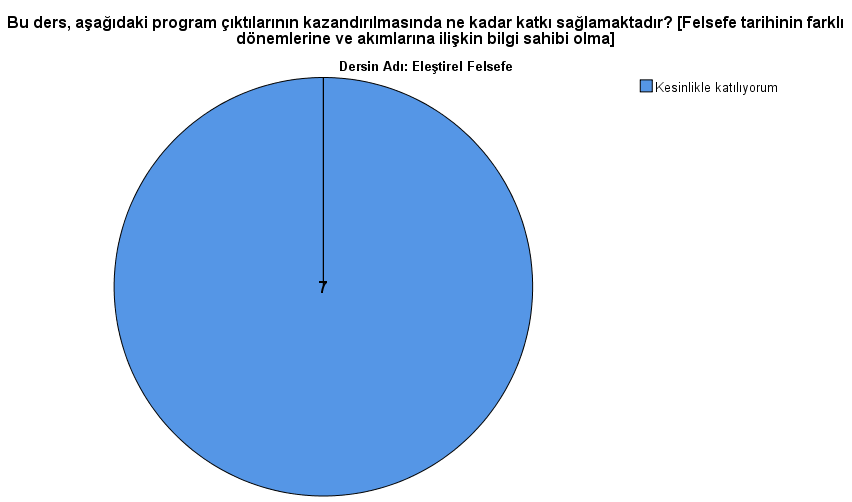 Bu ders, aşağıdaki program çıktılarının kazandırılmasında ne kadar katkı sağlamaktadır? [Felsefe tarihinin farklı
dönemlerine ve akımlarına ilişkin bilgi sahibi olma]
Dersin Adı: Eleştirel Felsefe
Kesinlikle katılıyorum
7